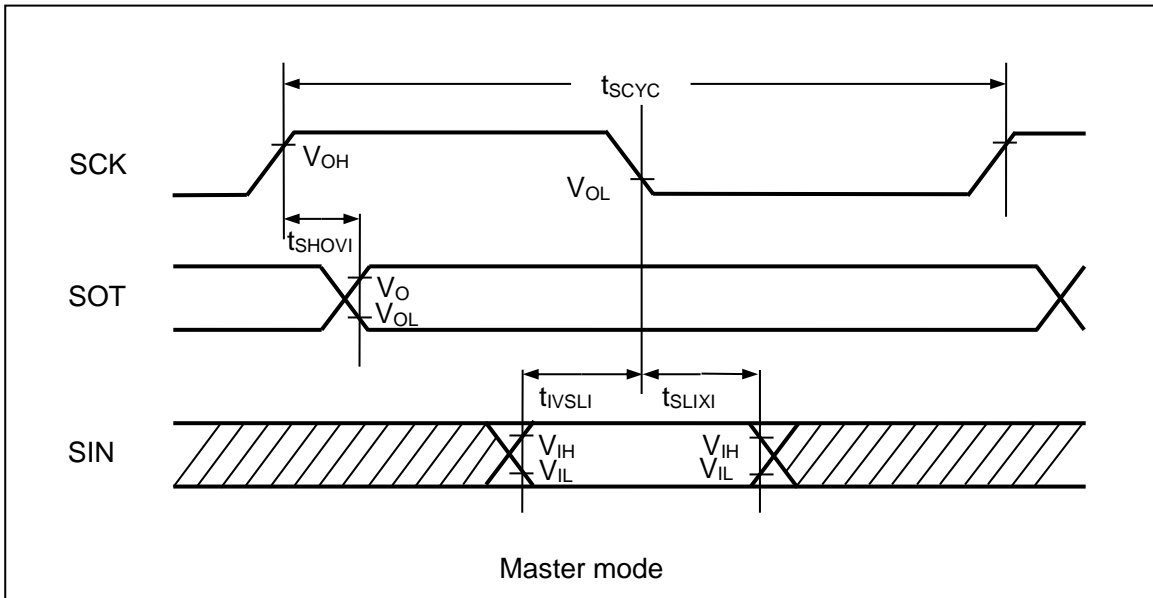 tSCYC
SCK
VOH
VOL
tSHOVI
SOT
VO
VOL
tIVSLI
tSLIXI
SIN
VIH
VIL
VIH
VIL
Master mode